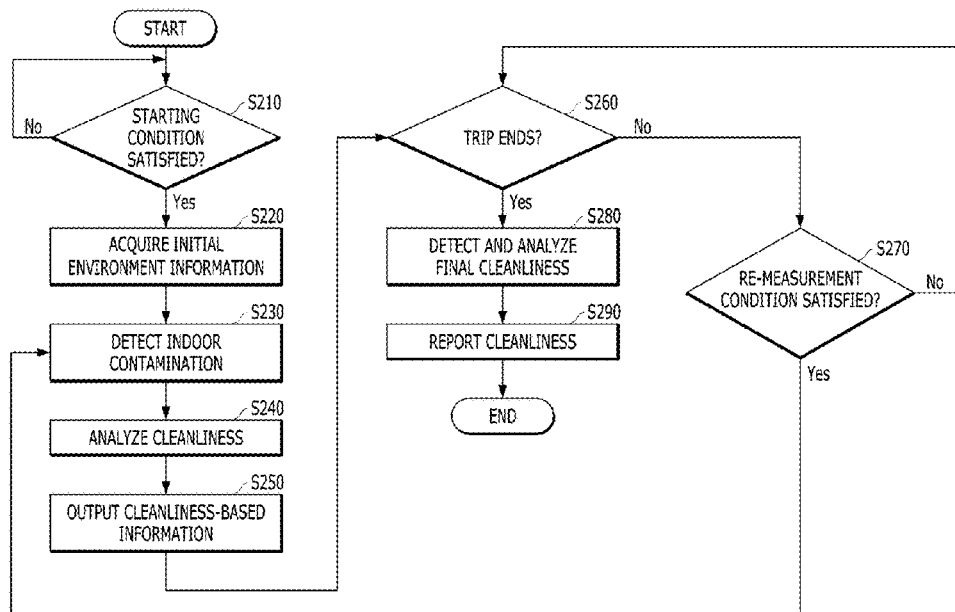 START
S210
STARTING
CONDITION
SATISFIED?
No
Yes
S220
ACQUIRE INITIAL
ENVIRONMENT INFORMATION
S230
DETECT INDOOR
CONTAMINATION
S240
ANALYZE CLEANLINESS
S250
OUTPUT CLEANLINESS-BASED
INFORMATION
S260
TRIP ENDS?
No
Yes
S280
DETECT AND ANALYZE
FINAL CLEANLINESS
S290
REPORT CLEANLINESS
END
S270
RE-MEASUREMENT
CONDITION SATISFIED?
No
Yes